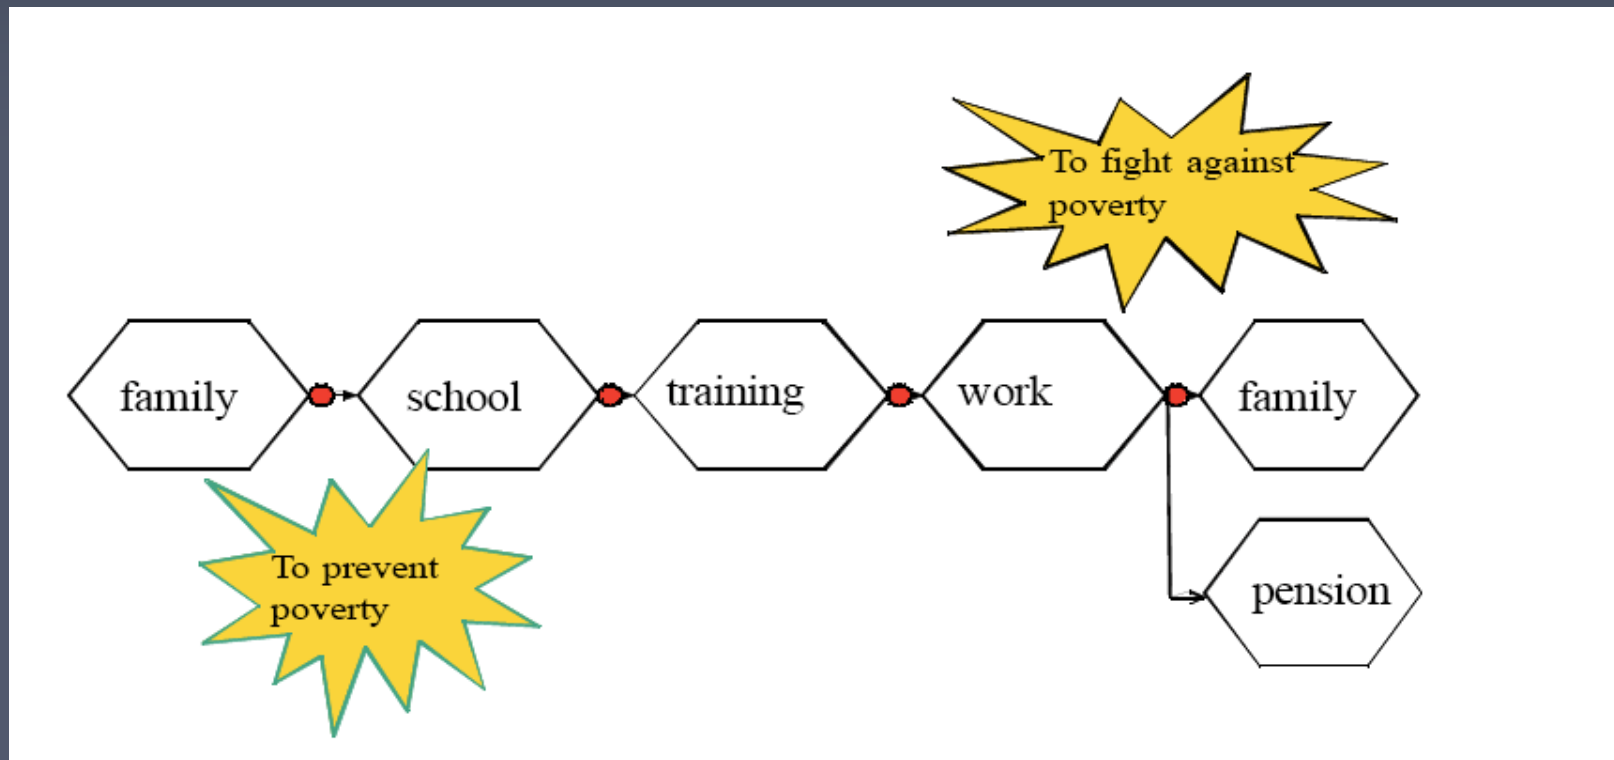 To fight against
poverty
family
school
training
work
family
To prevent
poverty
pension